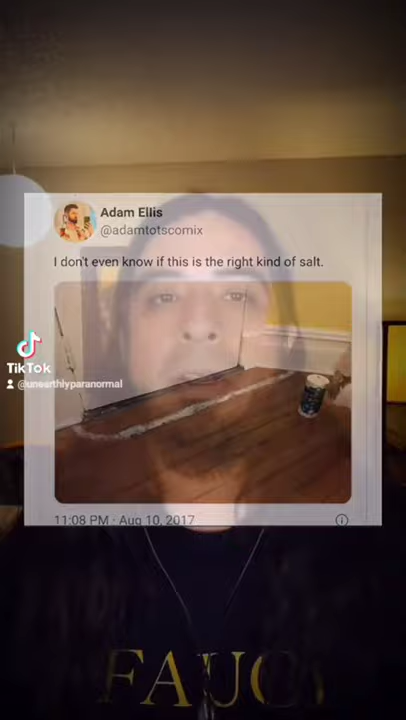 Adam Ellis
@adamtotscomix
I don't even know if this is the right kind of salt.
TikTok
@unearthlyparanormal
11:08 PM · Aug 10, 2017
FAUCI